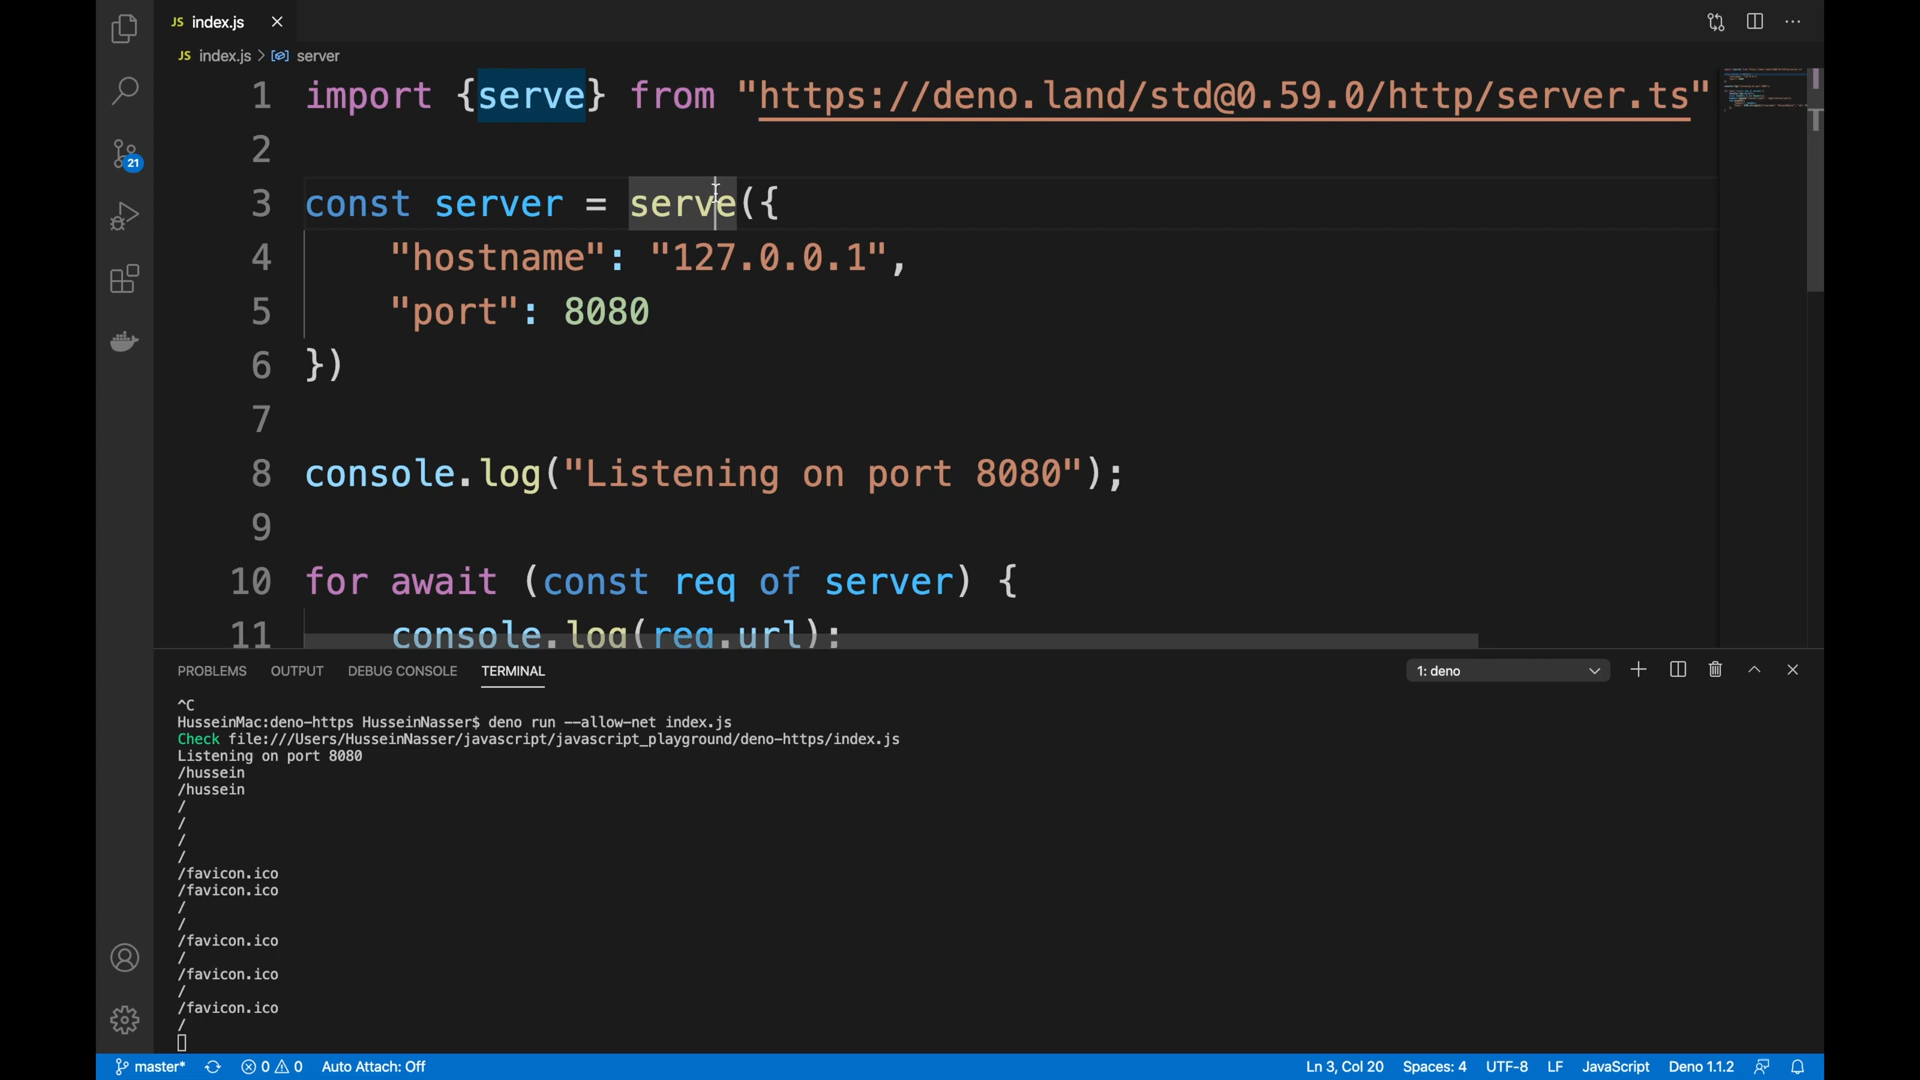 JS index.js
JS index.js > server
1 import {serve} from "https://deno.land/std@0.59.0/http/server.ts"
2
3 const server = serve({
4     "hostname": "127.0.0.1",
5     "port": 8080
6 })
7
8 console.log("Listening on port 8080");
9
10 for await (const req of server) {
11     console.log(req.url);
21
PROBLEMS OUTPUT DEBUG CONSOLE TERMINAL 1: deno
^C
HusseinMac:deno-https HusseinNasser$ deno run --allow-net index.js
Check file:///Users/HusseinNasser/javascript/javascript_playground/deno-https/index.js
Listening on port 8080
/hussein
/hussein
/
/
/
/
/favicon.ico
/favicon.ico
/
/
/favicon.ico
/
/favicon.ico
/
/favicon.ico
/
master* 0 0 Auto Attach: Off Ln 3, Col 20 Spaces: 4 UTF-8 LF JavaScript Deno 1.1.2